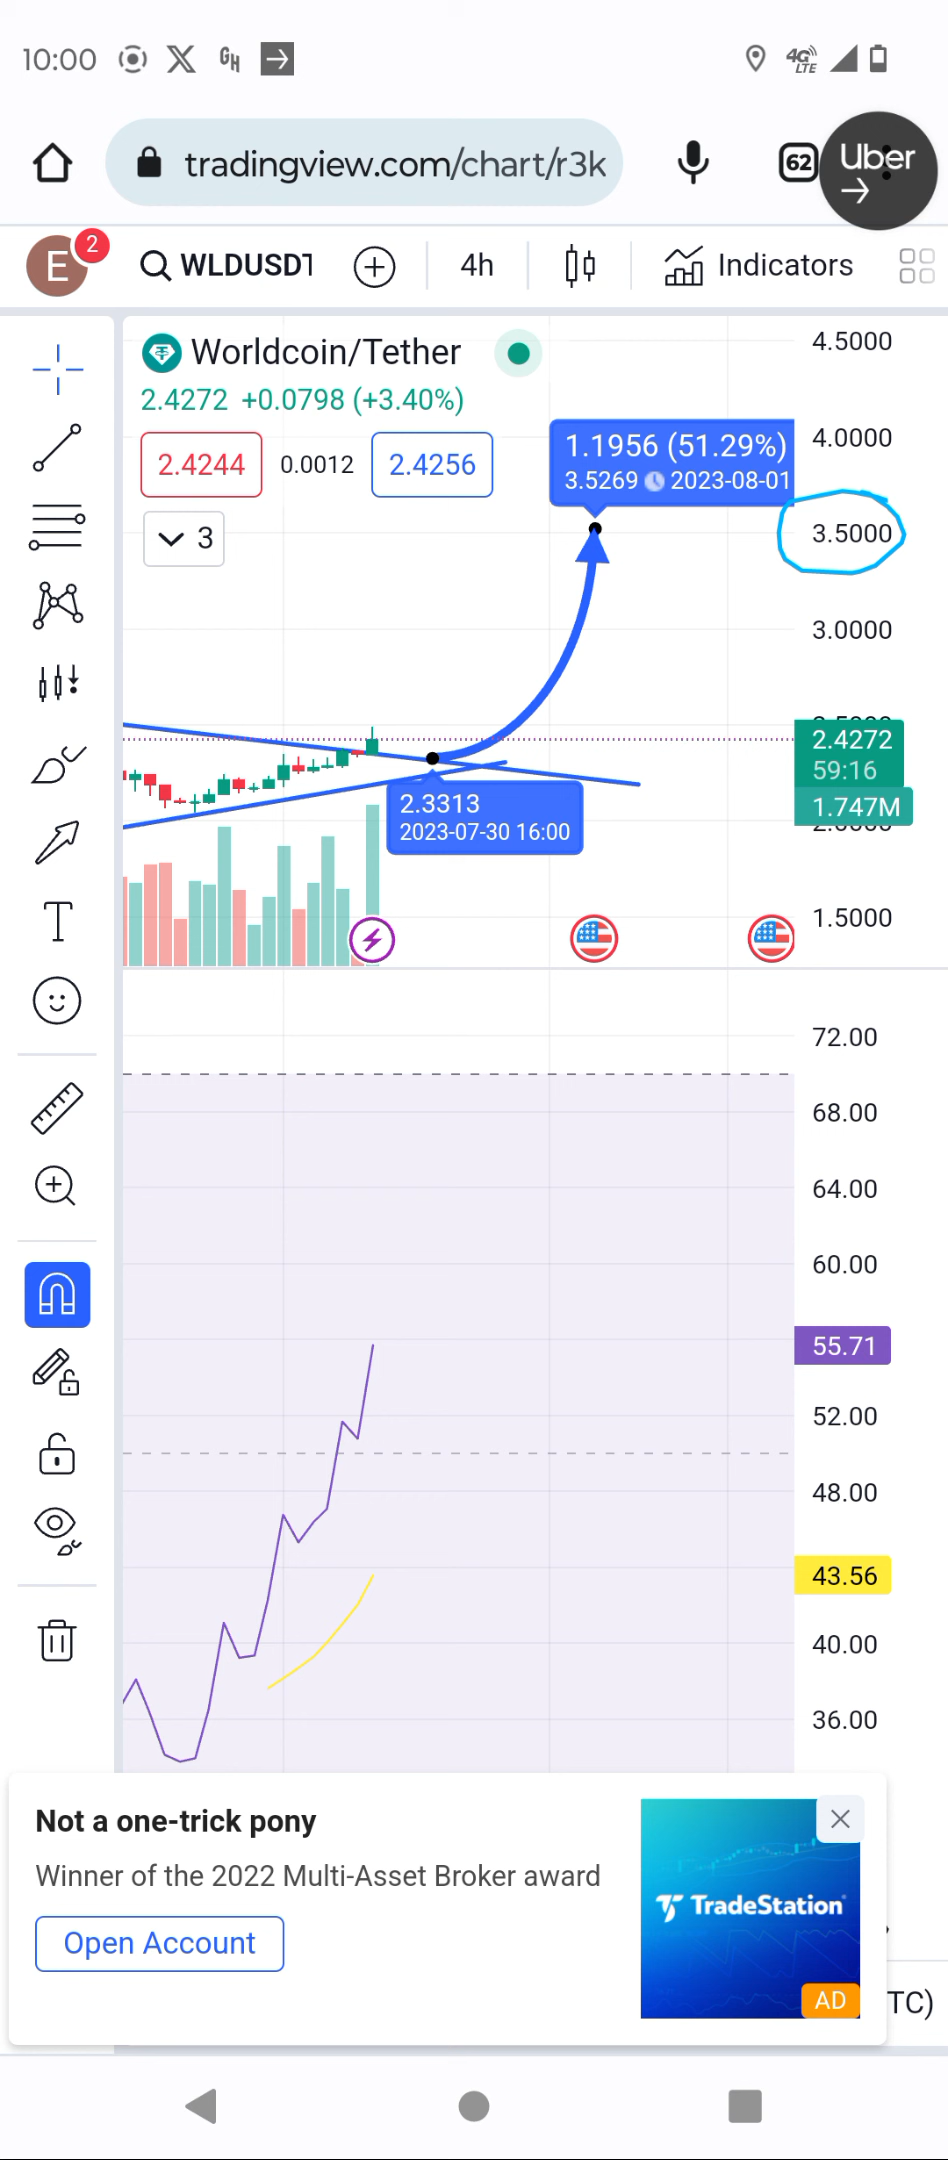 10:00
4G
LTE
tradingview.com/chart/r3k
62
Uber
E
2
WLDUSDT
4h
Indicators
Worldcoin/Tether
2.4272 +0.0798 (+3.40%)
2.4244
0.0012
2.4256
3
1.1956 (51.29%)
3.5269 2023-08-01
2.3313
2023-07-30 16:00
4.5000
4.0000
3.5000
3.0000
2.4272
59:16
1.747M
1.5000
72.00
68.00
64.00
60.00
55.71
52.00
48.00
43.56
40.00
36.00
Not a one-trick pony
Winner of the 2022 Multi-Asset Broker award
Open Account
TradeStation
AD
TC)